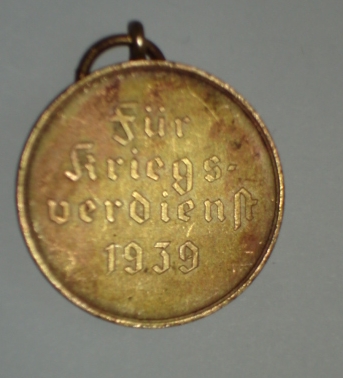 Für
Kriegs-
verdienst
1939